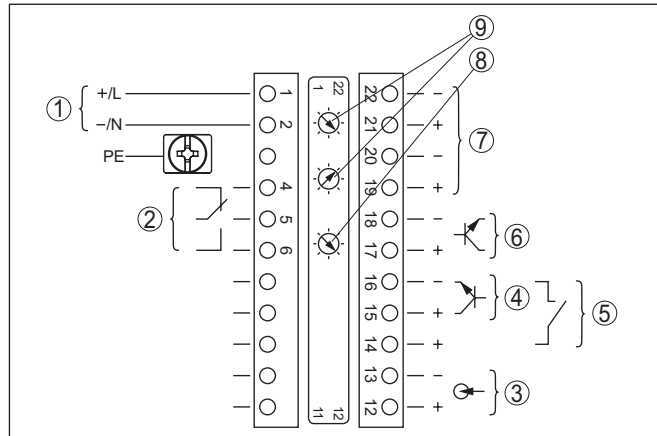 ⑨
⑧
① +/L 1 1 22 22 −
−/N 2 21 + ⑦
PE 20 −
4 19 +
② 5 18 − ⑥
6 17 +
16 − ④
15 + ⑤
14 +
13 − ③
11 12 12 +